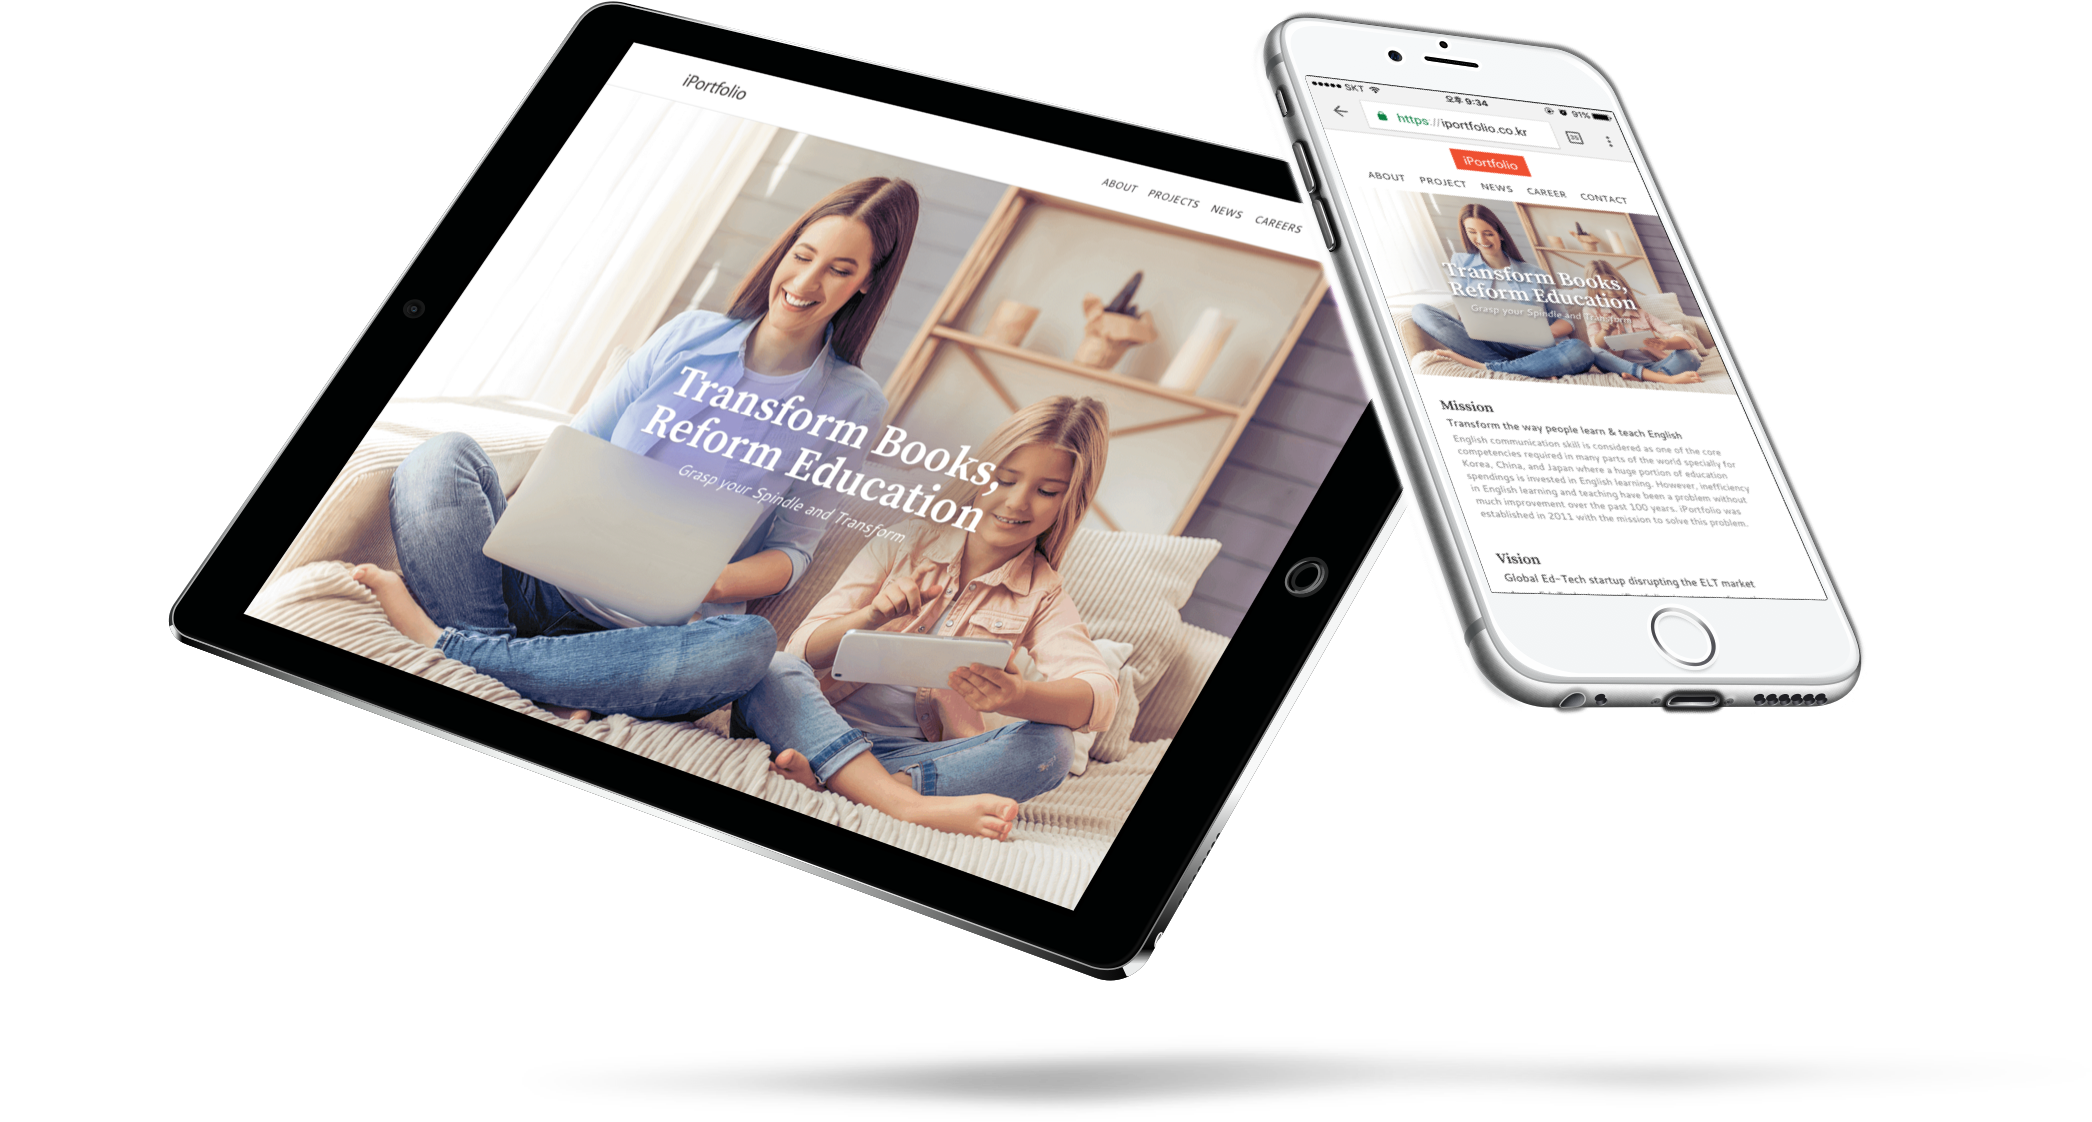 iPortfolio
ABOUT PROJECTS NEWS CAREERS
Transform Books,
Reform Education
Grasp your Spindle and Transform
SKT
오후 9:34
91%
https://iportfolio.co.kr
iPortfolio
ABOUT PROJECT NEWS CAREER CONTACT
Transform Books,
Reform Education
Grasp your Spindle and Transform
Mission
Transform the way people learn & teach English
English communication skill is considered as one of the core
competencies required in many parts of the world specially for
Korea, China, and Japan where a huge portion of education
spendings is invested in English learning. However, inefficiency
in English learning and teaching have been a problem without
much improvement over the past 100 years. iPortfolio was
established in 2011 with the mission to solve this problem.
Vision
Global Ed-Tech startup disrupting the ELT market